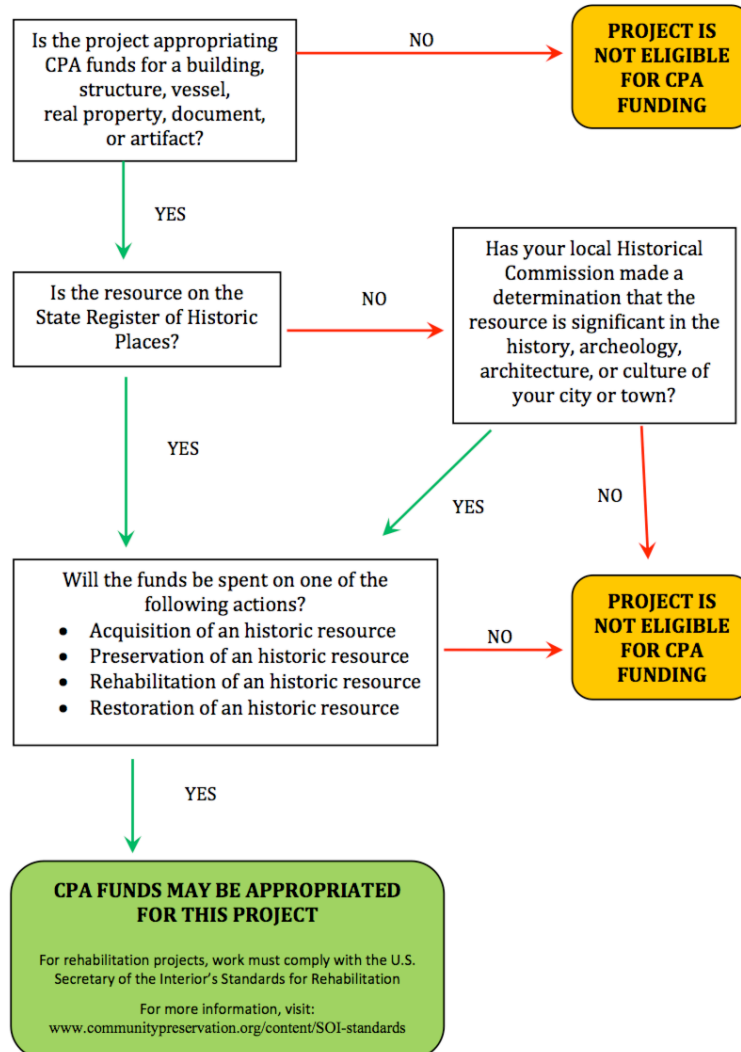 Is the project appropriating
CPA funds for a building,
structure, vessel,
real property, document,
or artifact?
NO
PROJECT IS
NOT ELIGIBLE
FOR CPA
FUNDING
YES
Is the resource on the
State Register of Historic
Places?
NO
Has your local Historical
Commission made a
determination that the
resource is significant in the
history, archeology,
architecture, or culture of
your city or town?
YES
YES
NO
Will the funds be spent on one of the
following actions?
• Acquisition of an historic resource
• Preservation of an historic resource
• Rehabilitation of an historic resource
• Restoration of an historic resource
NO
PROJECT IS
NOT ELIGIBLE
FOR CPA
FUNDING
YES
CPA FUNDS MAY BE APPROPRIATED
FOR THIS PROJECT
For rehabilitation projects, work must comply with the U.S.
Secretary of the Interior's Standards for Rehabilitation
For more information, visit:
www.communitypreservation.org/content/SOI-standards